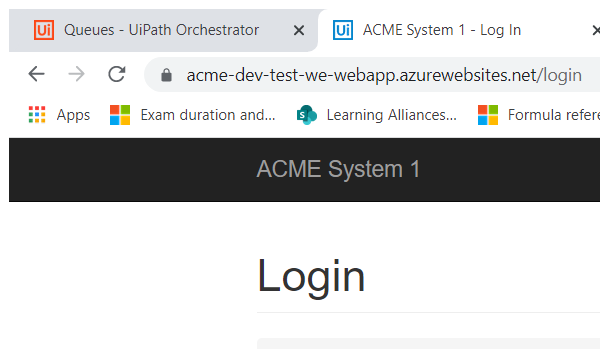 Ui Queues - UiPath Orchestrator Ui ACME System 1 - Log In
acme-dev-test-we-webapp.azurewebsites.net/login
Apps Exam duration and... S Learning Alliances... Formula refere
ACME System 1
Login